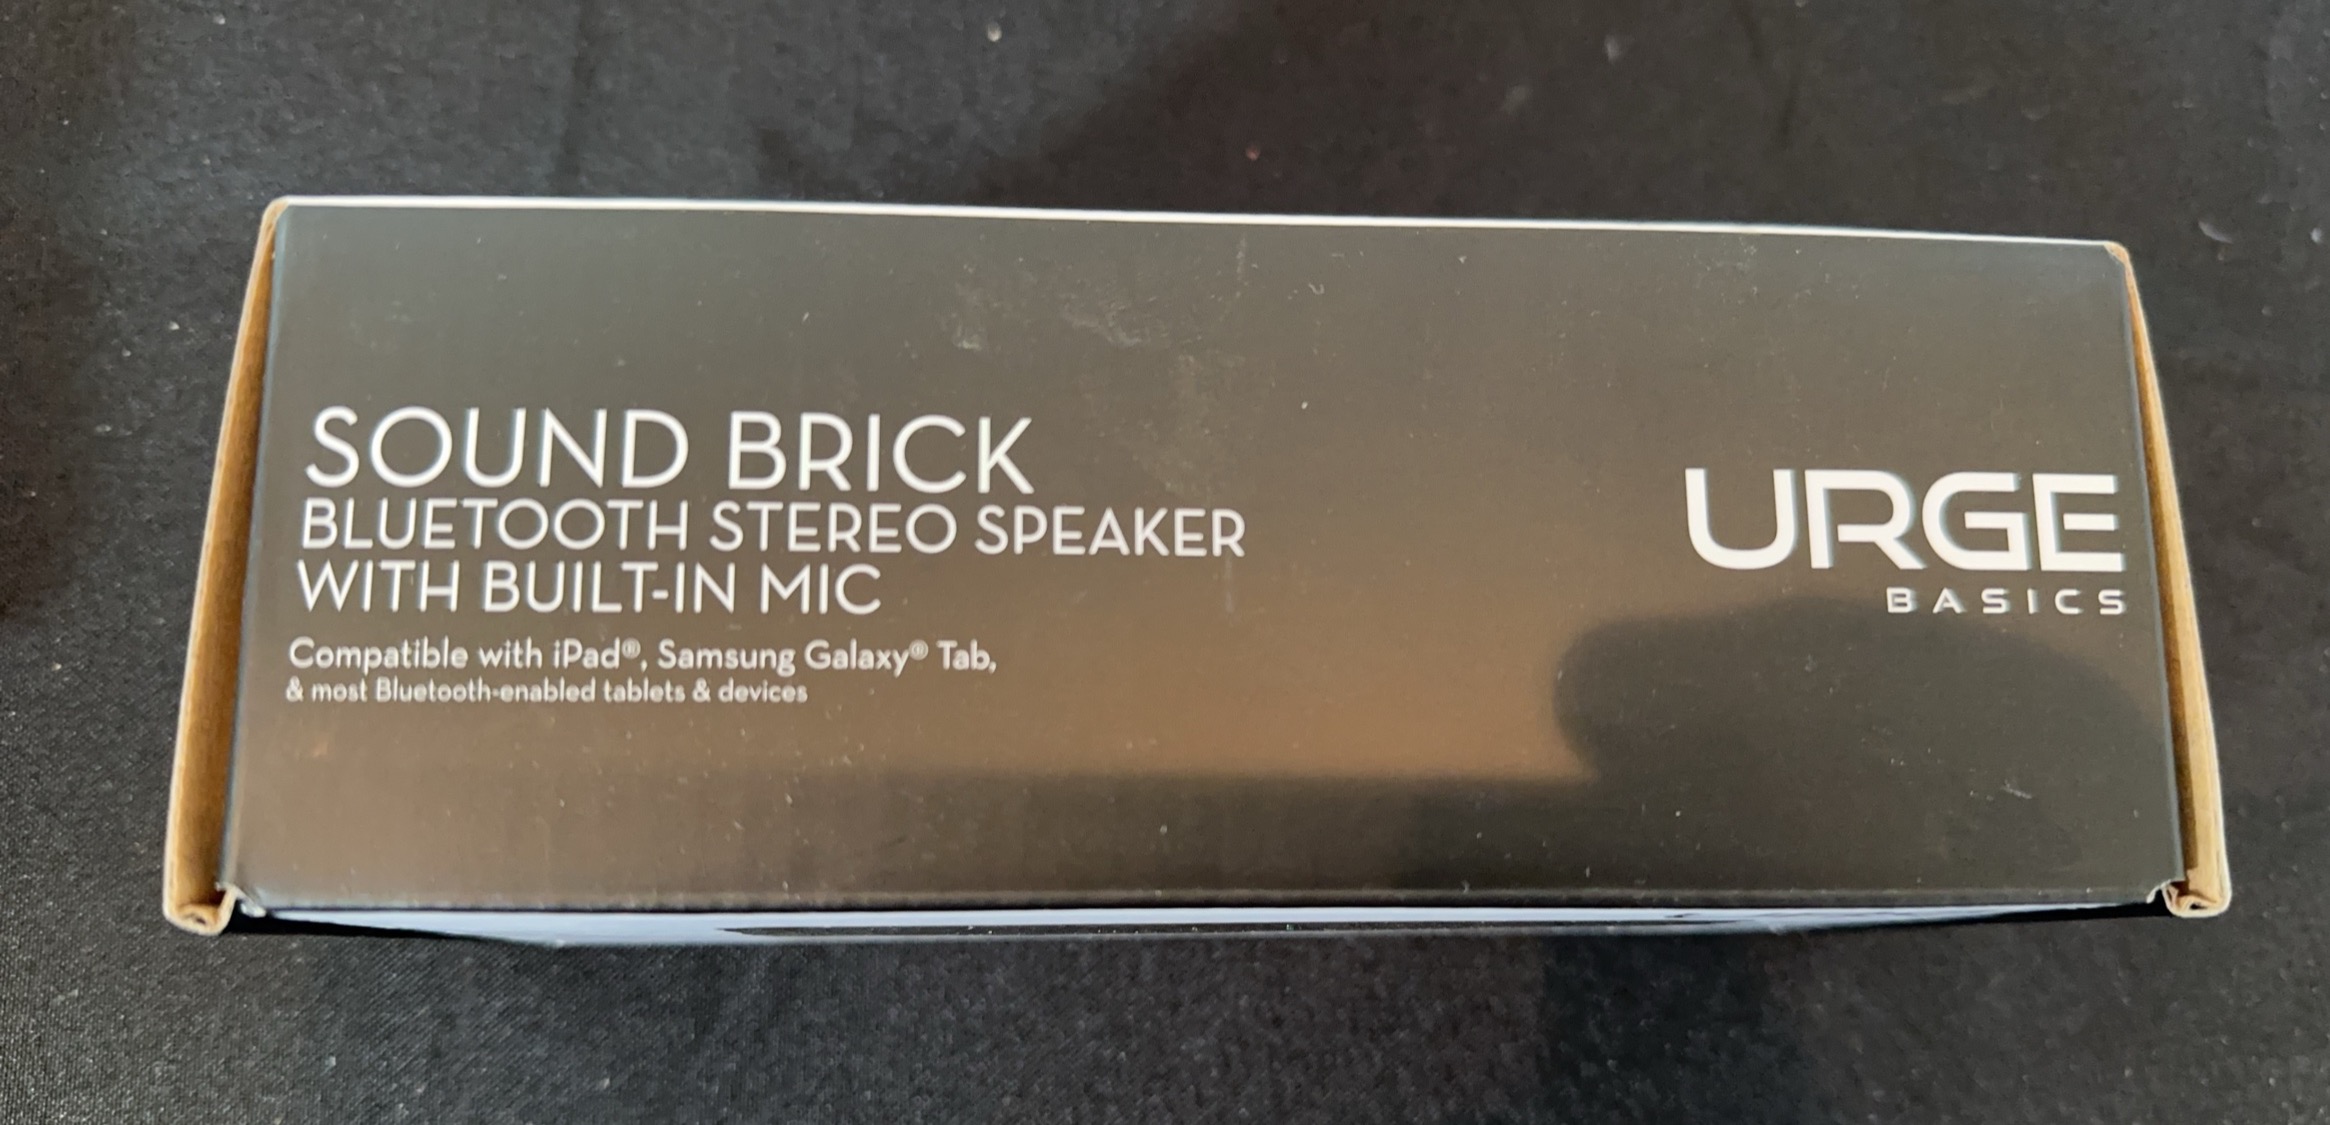 SOUND BRICK
BLUETOOTH STEREO SPEAKER
WITH BUILT-IN MIC
Compatible with iPad®, Samsung Galaxy® Tab,
& most Bluetooth-enabled tablets & devices
URGE
BASICS